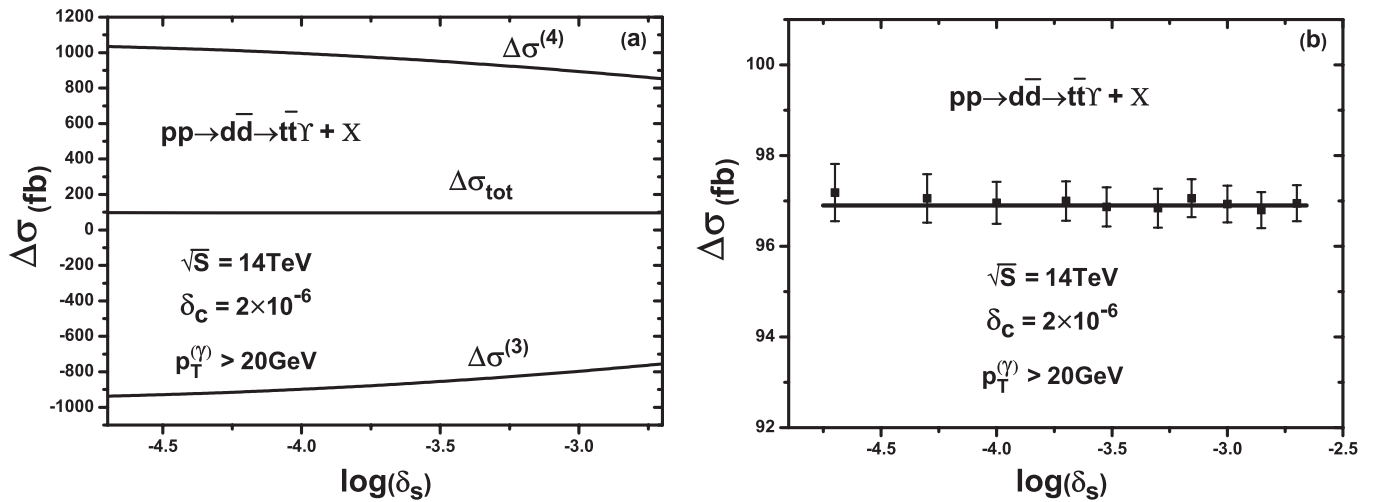 1200
1000
800
600
400
200
0
-200
-400
-600
-800
-1000
Δσ (fb)
(a)
Δσ(4)
pp→dd̅→tt̅ϒ + X
Δσtot
√S = 14TeV
δc = 2×10-6
pT(γ) > 20GeV
Δσ(3)
-4.5 -4.0 -3.5 -3.0
log(δs)
100
98
96
94
92
Δσ (fb)
(b)
pp→dd̅→tt̅ϒ + X
√S = 14TeV
δc = 2×10-6
pT(γ) > 20GeV
-4.5 -4.0 -3.5 -3.0 -2.5
log(δs)